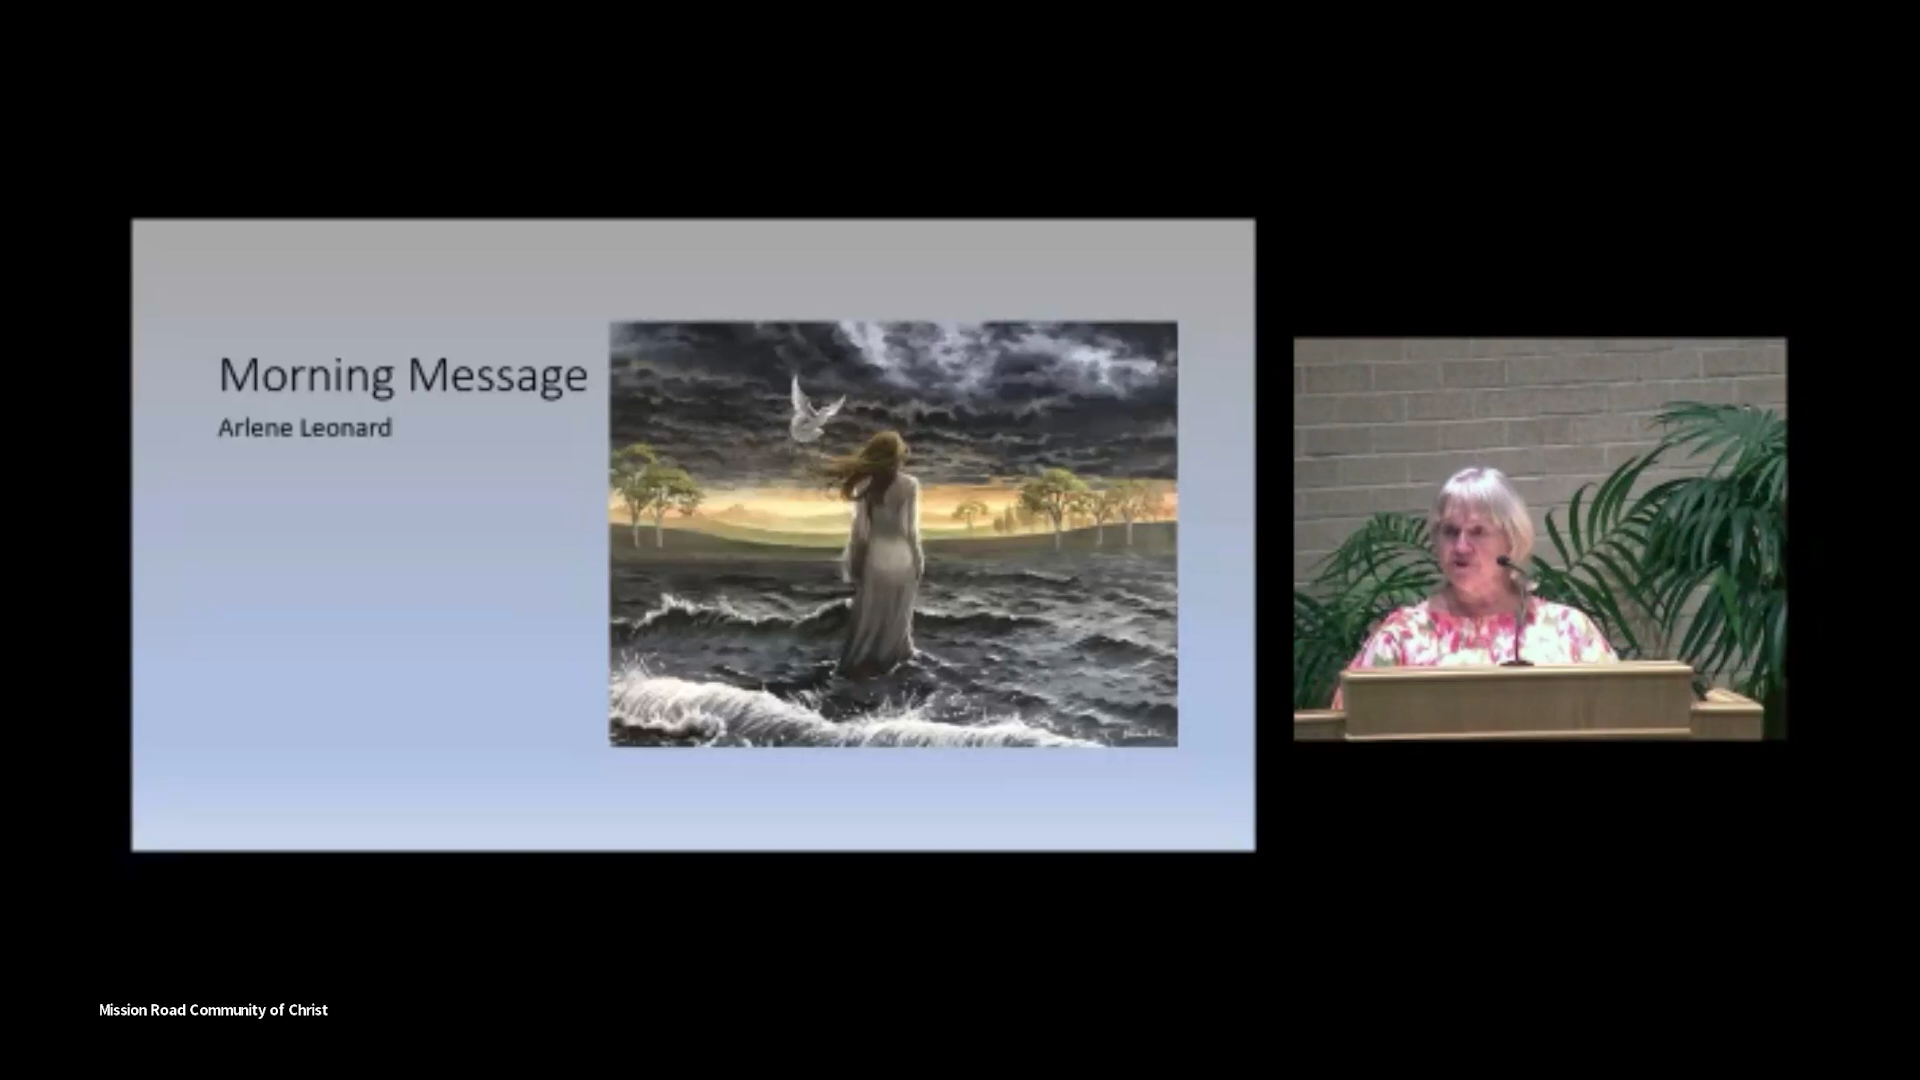 Morning Message
Arlene Leonard
Mission Road Community of Christ